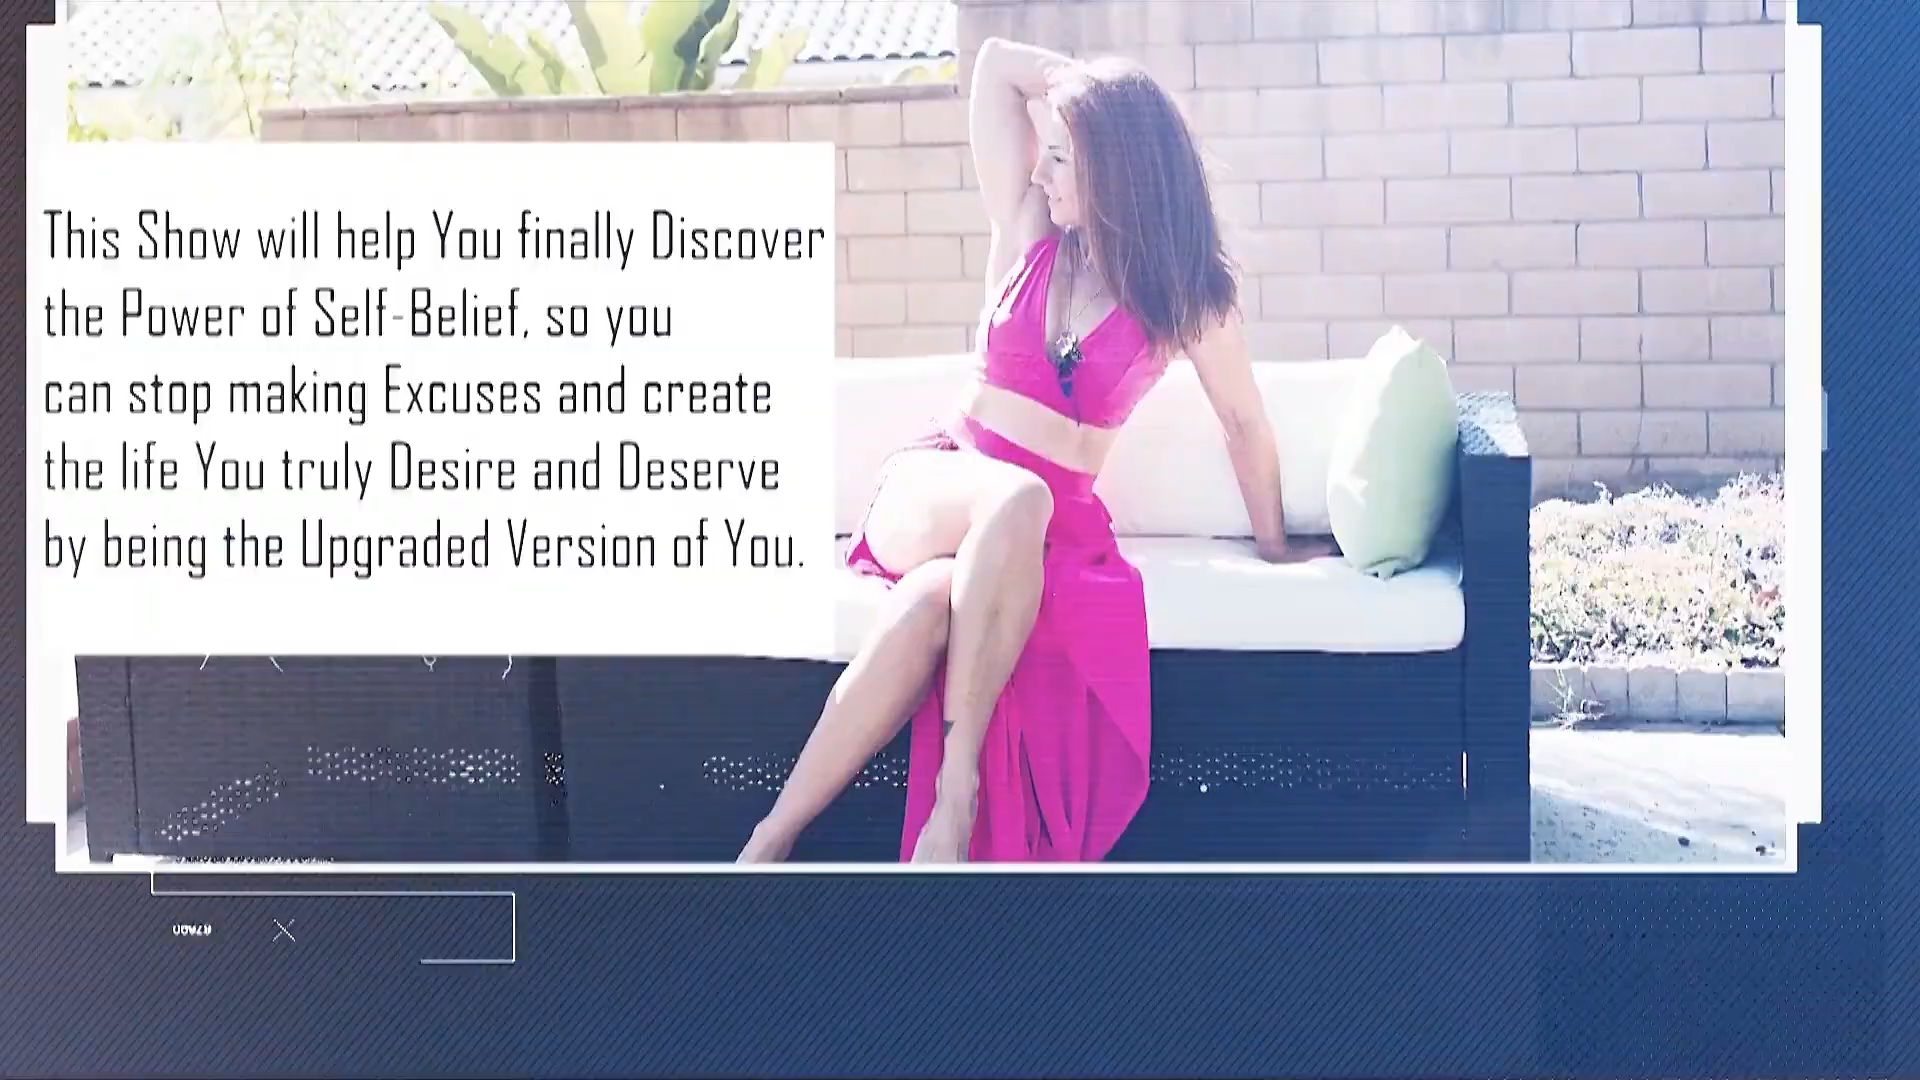 This Show will help You finally Discover
the Power of Self-Belief, so you
can stop making Excuses and create
the life You truly Desire and Deserve
by being the Upgraded Version of You.